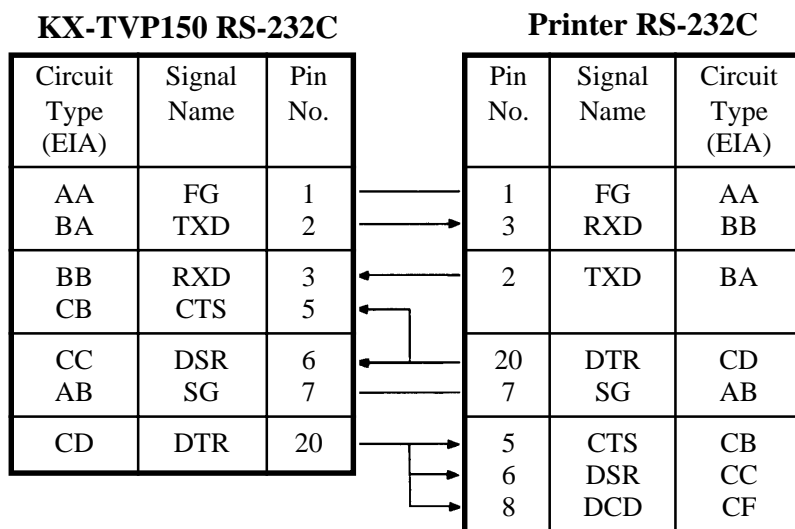 KX-TVP150 RS-232C
Circuit Type (EIA) Signal Name Pin No.
AA FG 1
BA TXD 2
BB RXD 3
CB CTS 5
CC DSR 6
AB SG 7
CD DTR 20
Printer RS-232C
Pin No. Signal Name Circuit Type (EIA)
1 FG AA
3 RXD BB
2 TXD BA
20 DTR CD
7 SG AB
5 CTS CB
6 DSR CC
8 DCD CF